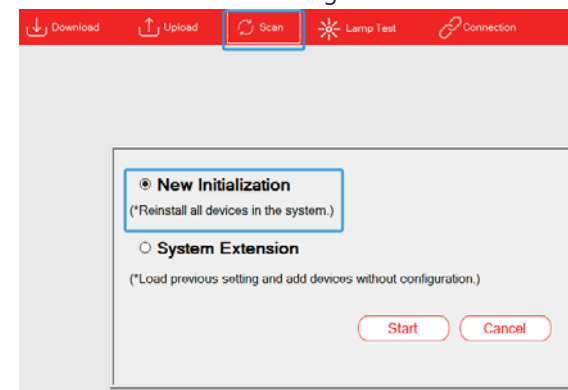 Download Upload Scan Lamp Test Connection
New Initialization
(*Reinstall all devices in the system.)
System Extension
(*Load previous setting and add devices without configuration.)
Start Cancel